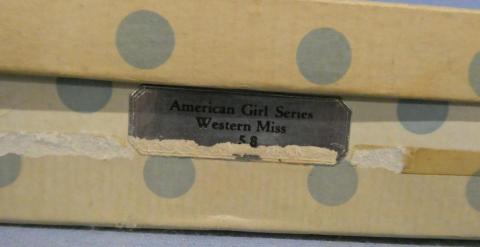 American Girl Series
Western Miss
58